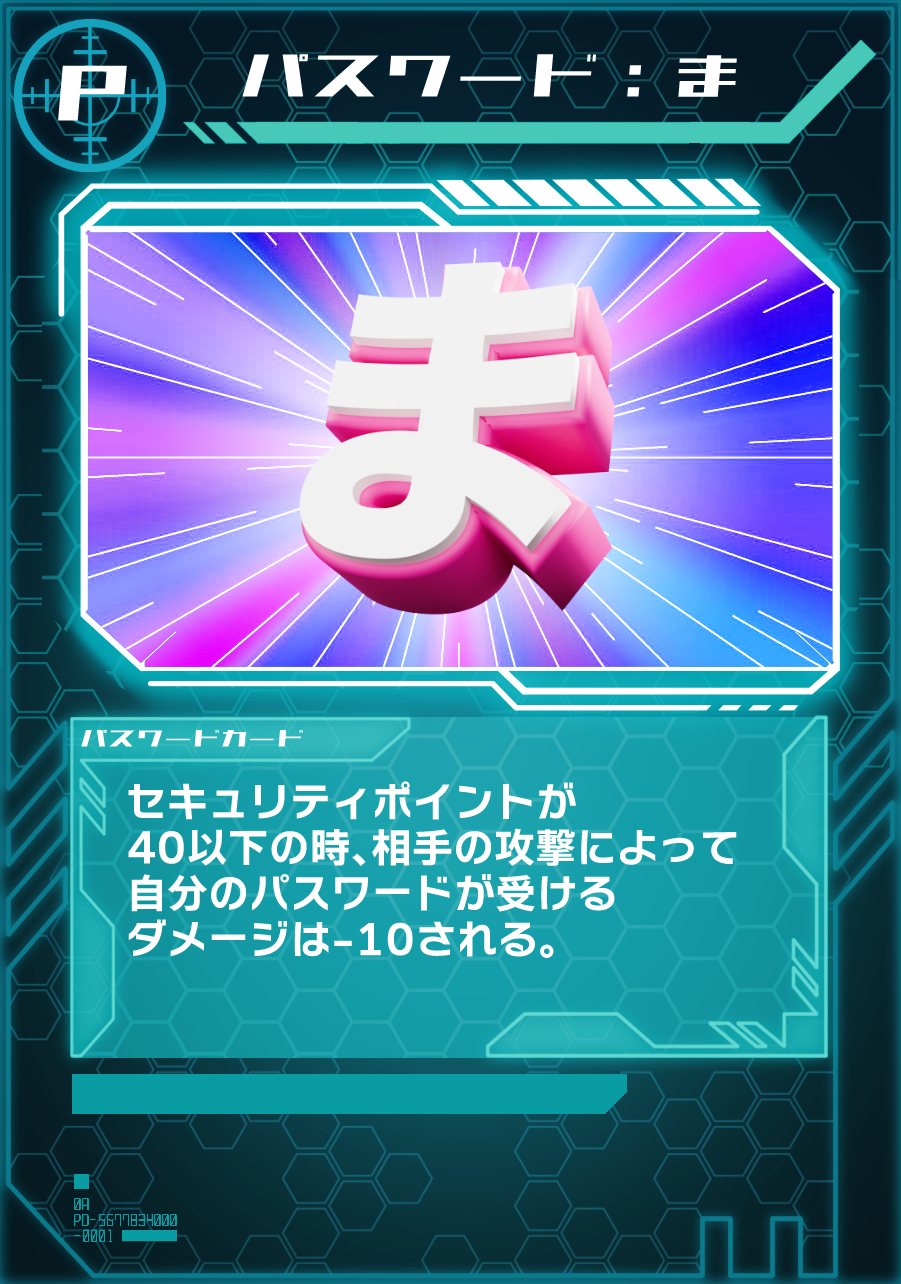 P
パスワード：ま
ま
パスワードカード
セキュリティポイントが
40以下の時、相手の攻撃によって
自分のパスワードが受ける
ダメージは-10される。
0A
PD-5677834000
-0001